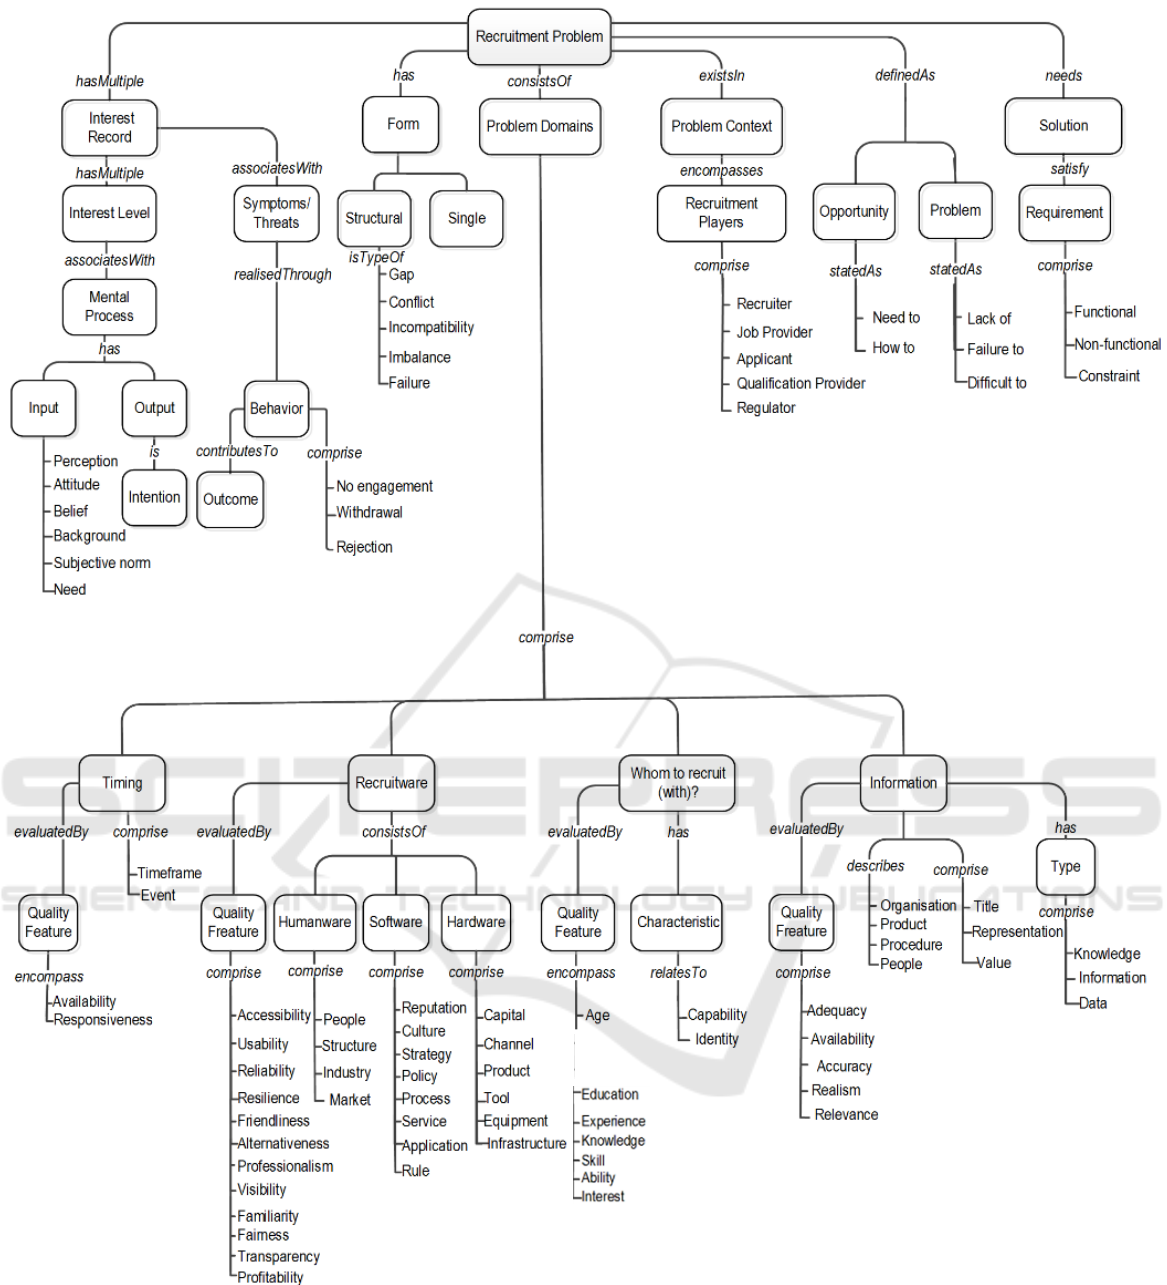 Recruitment Problem
hasMultiple
has
consistsOf
existsIn
definedAs
needs
Interest
Record
Form
Problem Domains
Problem Context
Solution
hasMultiple
associatesWith
encompasses
satisfy
Interest Level
Symptoms/
Threats
Structural
Single
Recruitment
Players
Opportunity
Problem
Requirement
associatesWith
realisedThrough
isTypeOf
comprise
statedAs
statedAs
comprise
Gap
Conflict
Incompatibility
Imbalance
Failure
Recruiter
Job Provider
Applicant
Qualification Provider
Regulator
Need to
How to
Lack of
Failure to
Difficult to
Functional
Non-functional
Constraint
Mental
Process
has
Input
Output
Behavior
is
contributesTo
comprise
Perception
Attitude
Belief
Background
Subjective norm
Need
Intention
Outcome
No engagement
Withdrawal
Rejection
comprise
Timing
Recruitware
Whom to recruit
(with)?
Information
evaluatedBy
comprise
evaluatedBy
consistsOf
evaluatedBy
has
evaluatedBy
describes
comprise
has
Timeframe
Event
Type
SCITEPRESS
SCIENCE AND TECHNOLOGY PUBLICATIONS
Quality
Feature
Quality
Freature
Humanware
Software
Hardware
Quality
Feature
Characteristic
Quality
Freature
Organisation
Product
Procedure
People
Title
Representation
Value
comprise
encompass
comprise
comprise
comprise
comprise
encompass
relatesTo
comprise
Availability
Responsiveness
Accessibility
Usability
Reliability
Resilience
Friendliness
Alternativeness
Professionalism
Visibility
Familiarity
Fairness
Transparency
Profitability
People
Structure
Industry
Market
Reputation
Culture
Strategy
Policy
Process
Service
Application
Rule
Capital
Channel
Product
Tool
Equipment
Infrastructure
Age
Education
Experience
Knowledge
Skill
Ability
Interest
Capability
Identity
Adequacy
Availability
Accuracy
Realism
Relevance
Knowledge
Information
Data